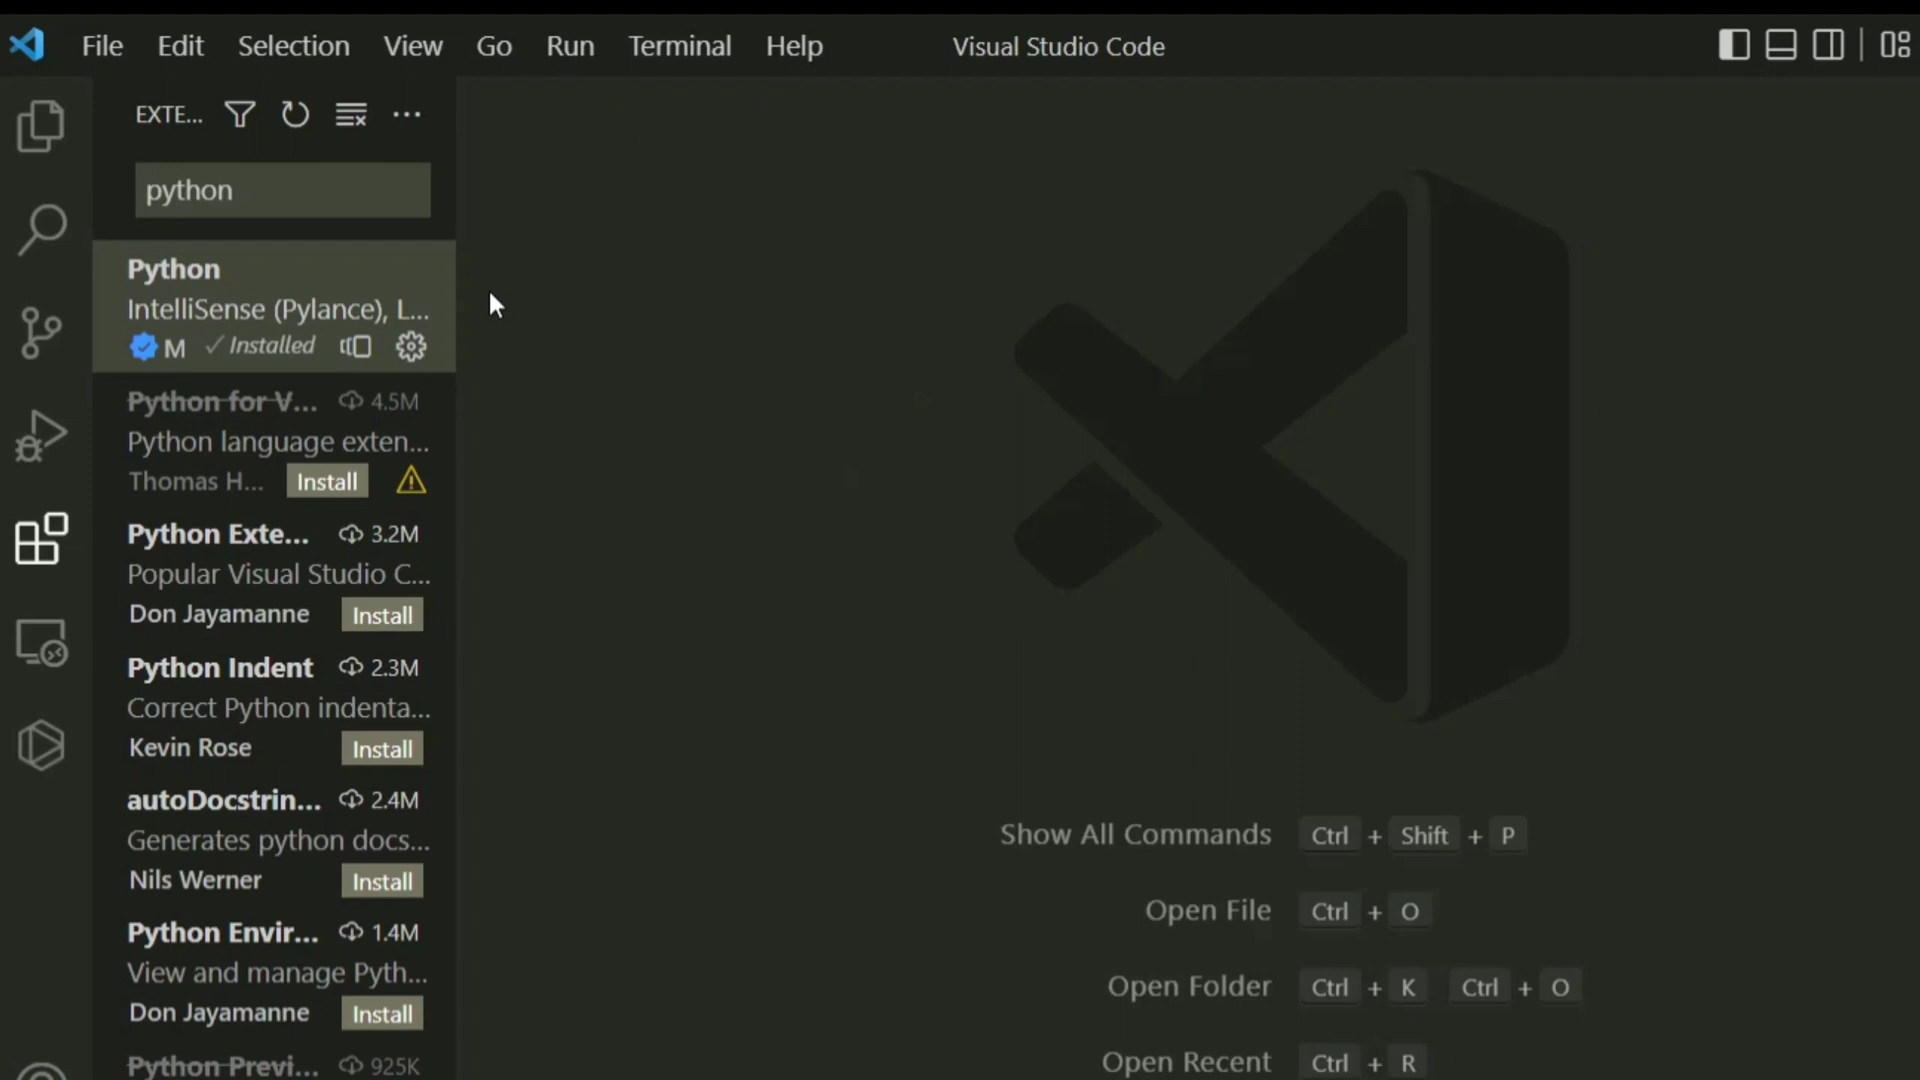 File Edit Selection View Go Run Terminal Help Visual Studio Code
EXTE...
python
Python
IntelliSense (Pylance), L...
M ✓ Installed
Python for V... 4.5M
Python language exten...
Thomas H... Install
Python Exte... 3.2M
Popular Visual Studio C...
Don Jayamanne Install
Python Indent 2.3M
Correct Python indenta...
Kevin Rose Install
autoDocstrin... 2.4M
Generates python docs...
Nils Werner Install
Python Envir... 1.4M
View and manage Pyth...
Don Jayamanne Install
Python Previ... 925K
Show All Commands Ctrl + Shift + P
Open File Ctrl + O
Open Folder Ctrl + K Ctrl + O
Open Recent Ctrl + R